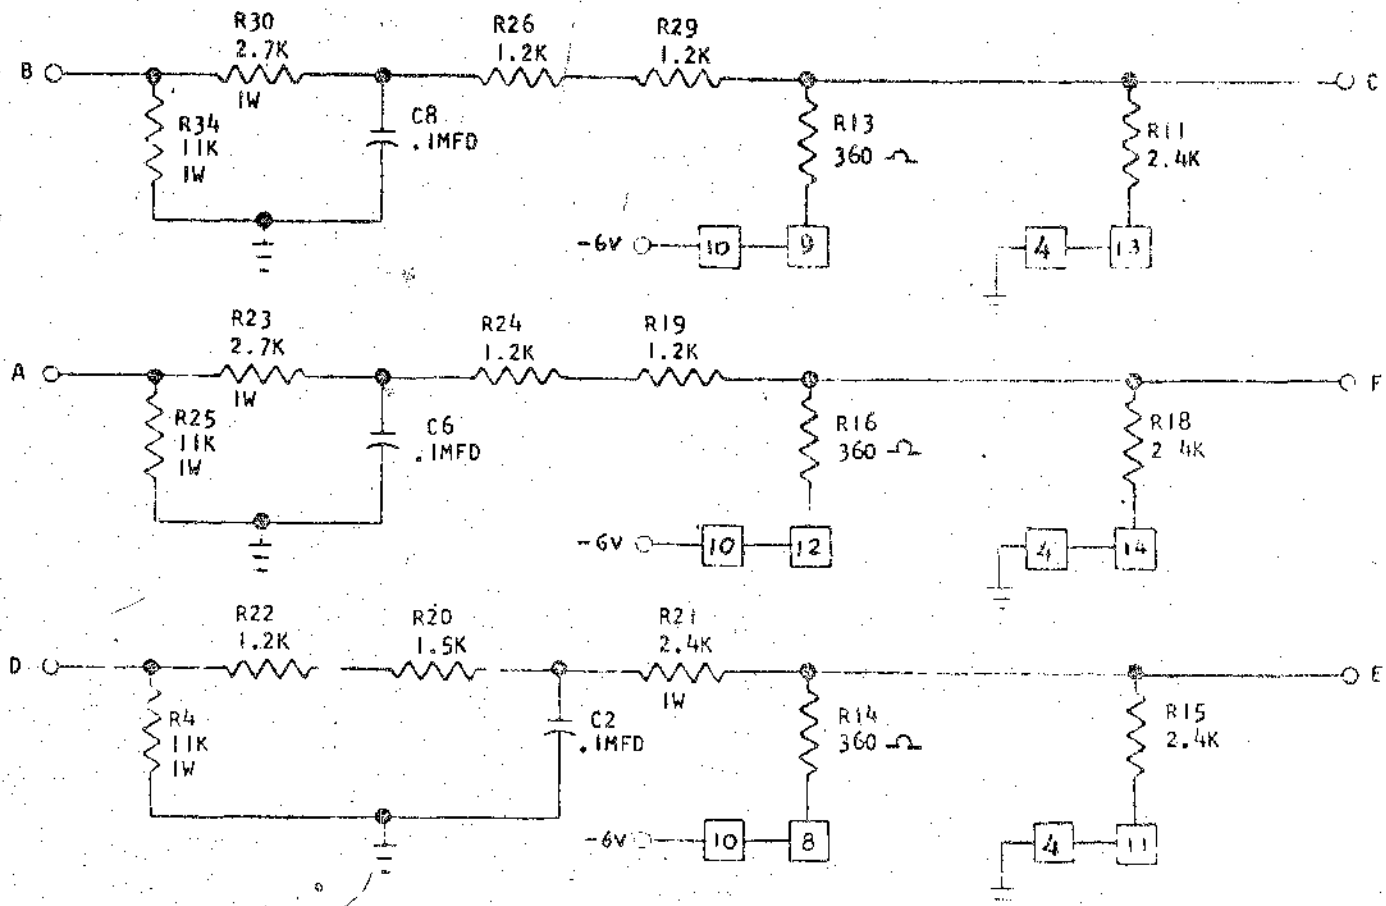 R30
2.7K
1W
R26
1.2K
R29
1.2K
B
C
R34
11K
1W
C8
.1MFD
R13
360 Ω
R11
2.4K
-6V
10
9
4
13
R23
2.7K
1W
R24
1.2K
R19
1.2K
A
F
R25
11K
1W
C6
.1MFD
R16
360 Ω
R18
2 4K
-6V
10
12
4
14
R22
1.2K
R20
1.5K
R21
2.4K
1W
D
E
R4
11K
1W
C2
.1MFD
R14
360 Ω
R15
2.4K
-6V
10
8
4
11